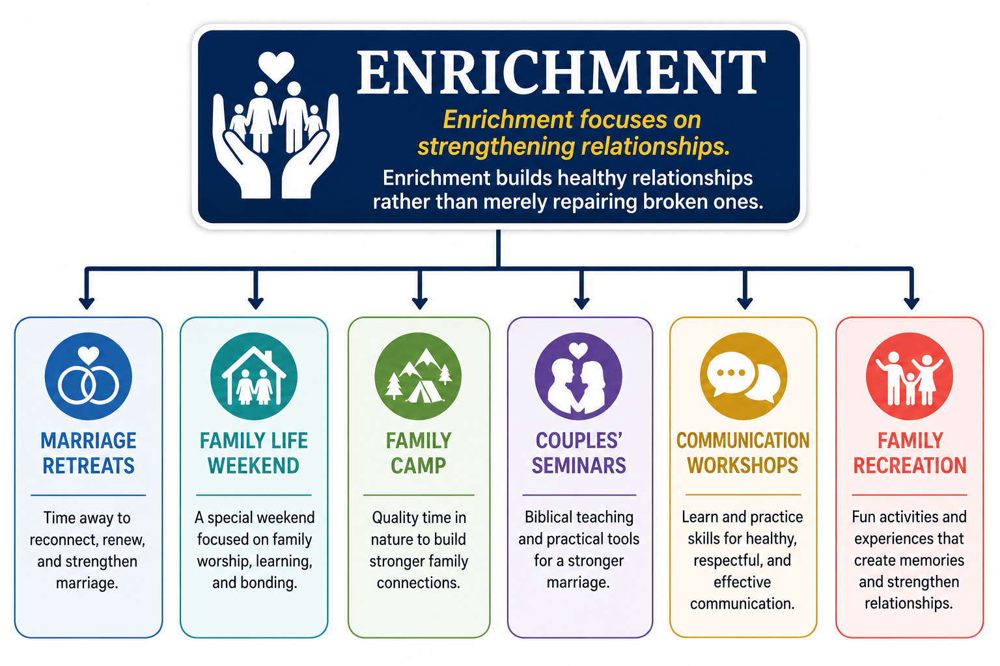 ENRICHMENT
Enrichment focuses on
strengthening relationships.
Enrichment builds healthy relationships
rather than merely repairing broken ones.
MARRIAGE
RETREATS
Time away to
reconnect, renew,
and strengthen
marriage.
FAMILY LIFE
WEEKEND
A special weekend
focused on family
worship, learning,
and bonding.
FAMILY
CAMP
Quality time in
nature to build
stronger family
connections.
COUPLES’
SEMINARS
Biblical teaching
and practical tools
for a stronger
marriage.
COMMUNICATION
WORKSHOPS
Learn and practice
skills for healthy,
respectful, and
effective
communication.
FAMILY
RECREATION
Fun activities and
experiences that
create memories
and strengthen
relationships.